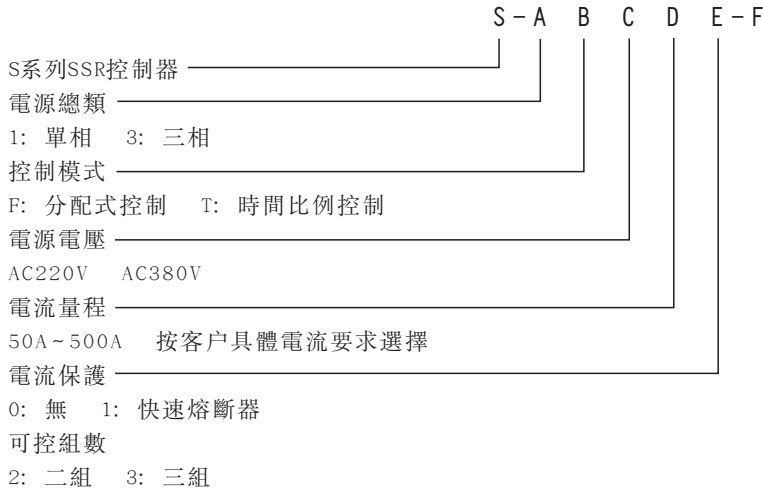 S-A B C D E-F
S系列SSR控制器
電源總類
1: 單相 3: 三相
控制模式
F: 分配式控制 T: 時間比例控制
電源電壓
AC220V AC380V
電流量程
50A~500A 按客户具體電流要求選擇
電流保護
0: 無 1: 快速熔斷器
可控組數
2: 二組 3: 三組